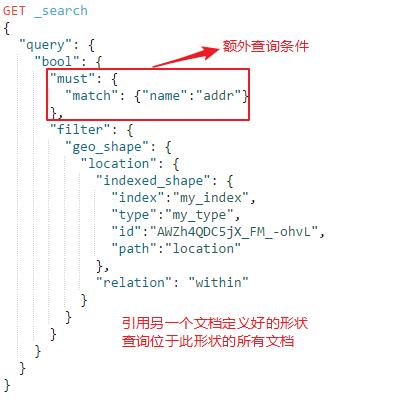 GET _search
{
  "query": {
    "bool": {
额外查询条件
      "must": {
        "match": {"name":"addr"}
      },
      "filter": {
        "geo_shape": {
          "location": {
            "indexed_shape": {
              "index":"my_index",
              "type":"my_type",
              "id":"AWZh4QDC5jX_FM_-ohvL",
              "path":"location"
            },
            "relation": "within"
          }
        }
      }
引用另一个文档定义好的形状
查询位于此形状的所有文档
    }
  }
}